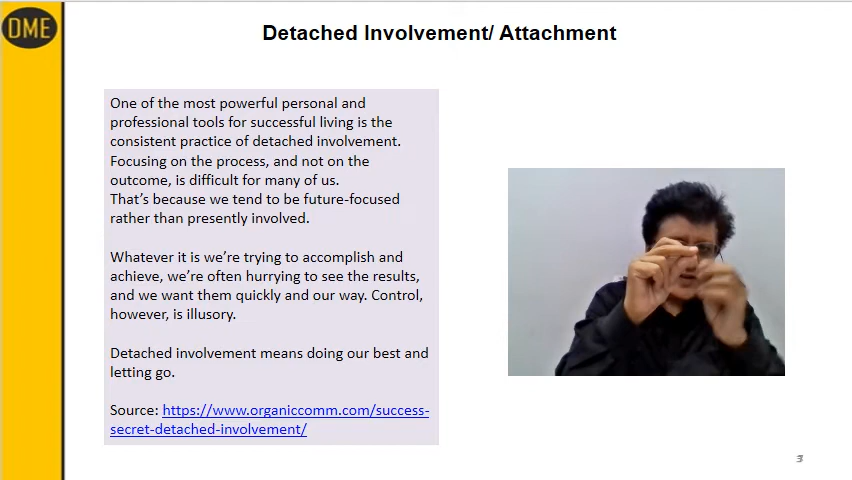 DME
Detached Involvement/ Attachment
One of the most powerful personal and
professional tools for successful living is the
consistent practice of detached involvement.
Focusing on the process, and not on the
outcome, is difficult for many of us.
That's because we tend to be future-focused
rather than presently involved.
Whatever it is we're trying to accomplish and
achieve, we're often hurrying to see the results,
and we want them quickly and our way. Control,
however, is illusory.
Detached involvement means doing our best and
letting go.
Source: https://www.organiccomm.com/success-
secret-detached-involvement/